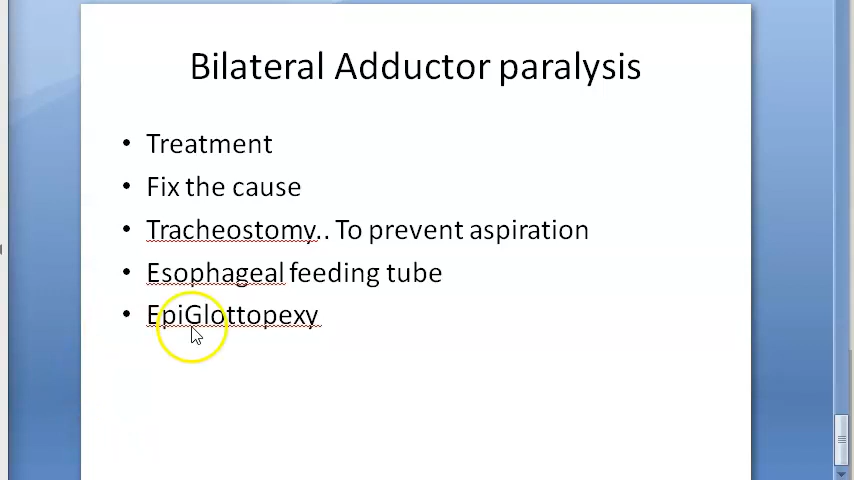 Bilateral Adductor paralysis
• Treatment
• Fix the cause
• Tracheostomy.. To prevent aspiration
• Esophageal feeding tube
• EpiGlottopexy